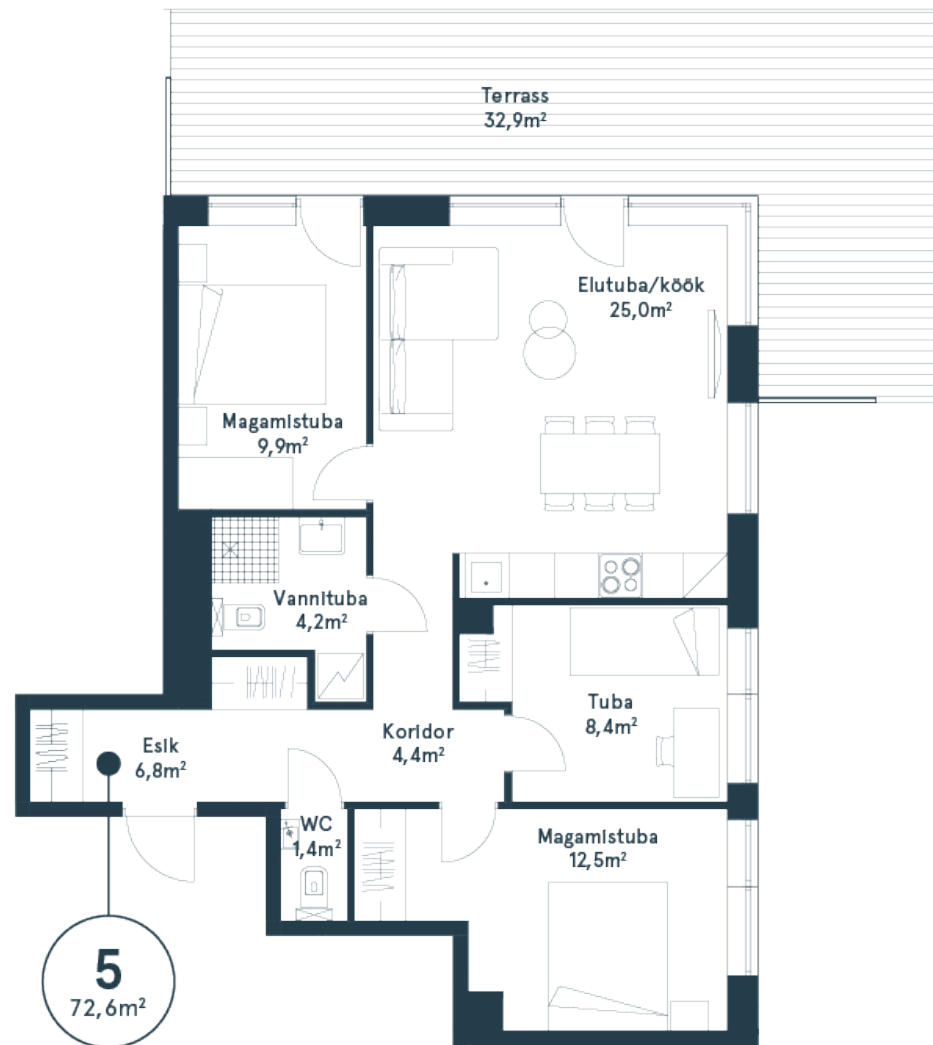 Terrass
32,9m²
Elutuba/köök
25,0m²
Magamistuba
9,9m²
Vannituba
4,2m²
Tuba
8,4m²
Koridor
4,4m²
Esik
6,8m²
WC
1,4m²
Magamistuba
12,5m²
5
72,6m²